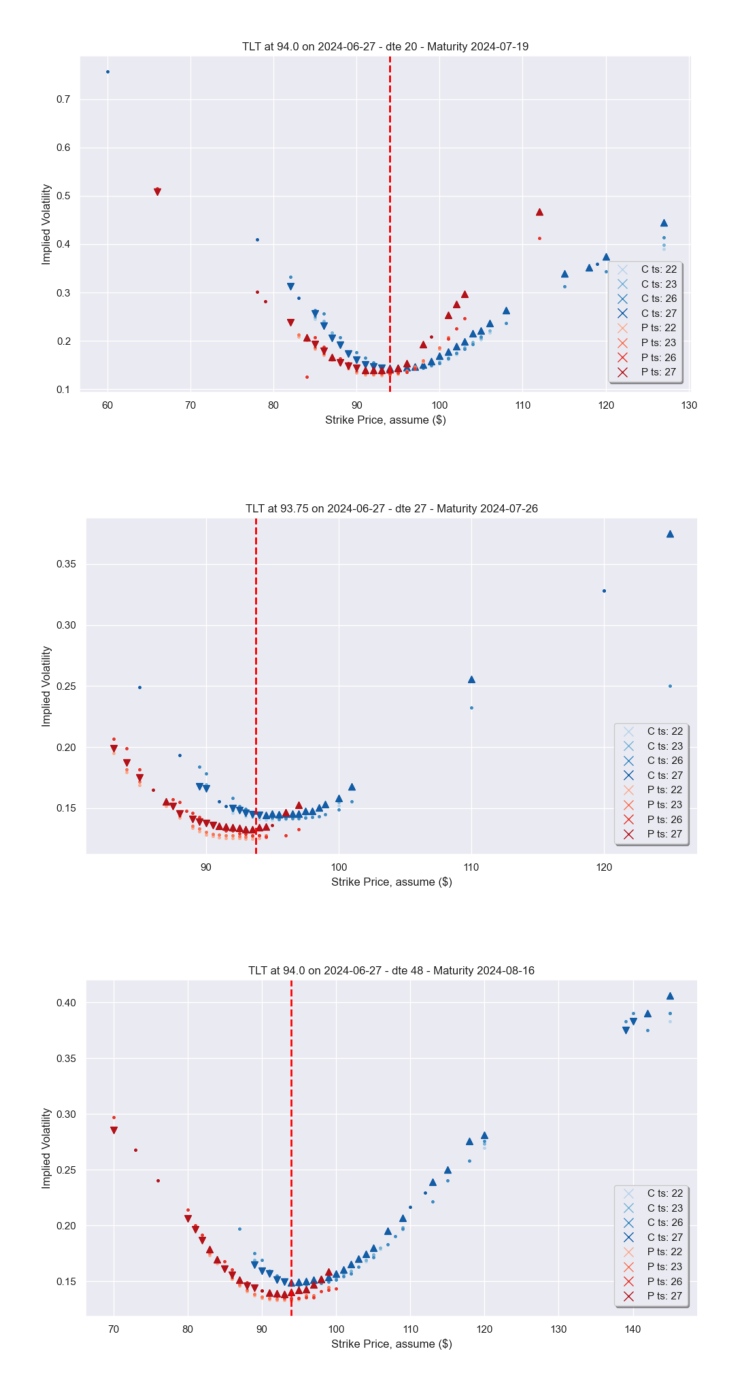 TLT at 94.0 on 2024-06-27 - dte 20 - Maturity 2024-07-19
Implied Volatility
0.7
0.6
0.5
0.4
0.3
0.2
0.1
60
70
80
90
100
110
120
130
Strike Price, assume ($)
C ts: 22
C ts: 23
C ts: 26
C ts: 27
P ts: 22
P ts: 23
P ts: 26
P ts: 27
TLT at 93.75 on 2024-06-27 - dte 27 - Maturity 2024-07-26
Implied Volatility
0.35
0.30
0.25
0.20
0.15
90
100
110
120
Strike Price, assume ($)
C ts: 22
C ts: 23
C ts: 26
C ts: 27
P ts: 22
P ts: 23
P ts: 26
P ts: 27
TLT at 94.0 on 2024-06-27 - dte 48 - Maturity 2024-08-16
Implied Volatility
0.40
0.35
0.30
0.25
0.20
0.15
70
80
90
100
110
120
140
Strike Price, assume ($)
C ts: 22
C ts: 23
C ts: 26
C ts: 27
P ts: 22
P ts: 23
P ts: 26
P ts: 27